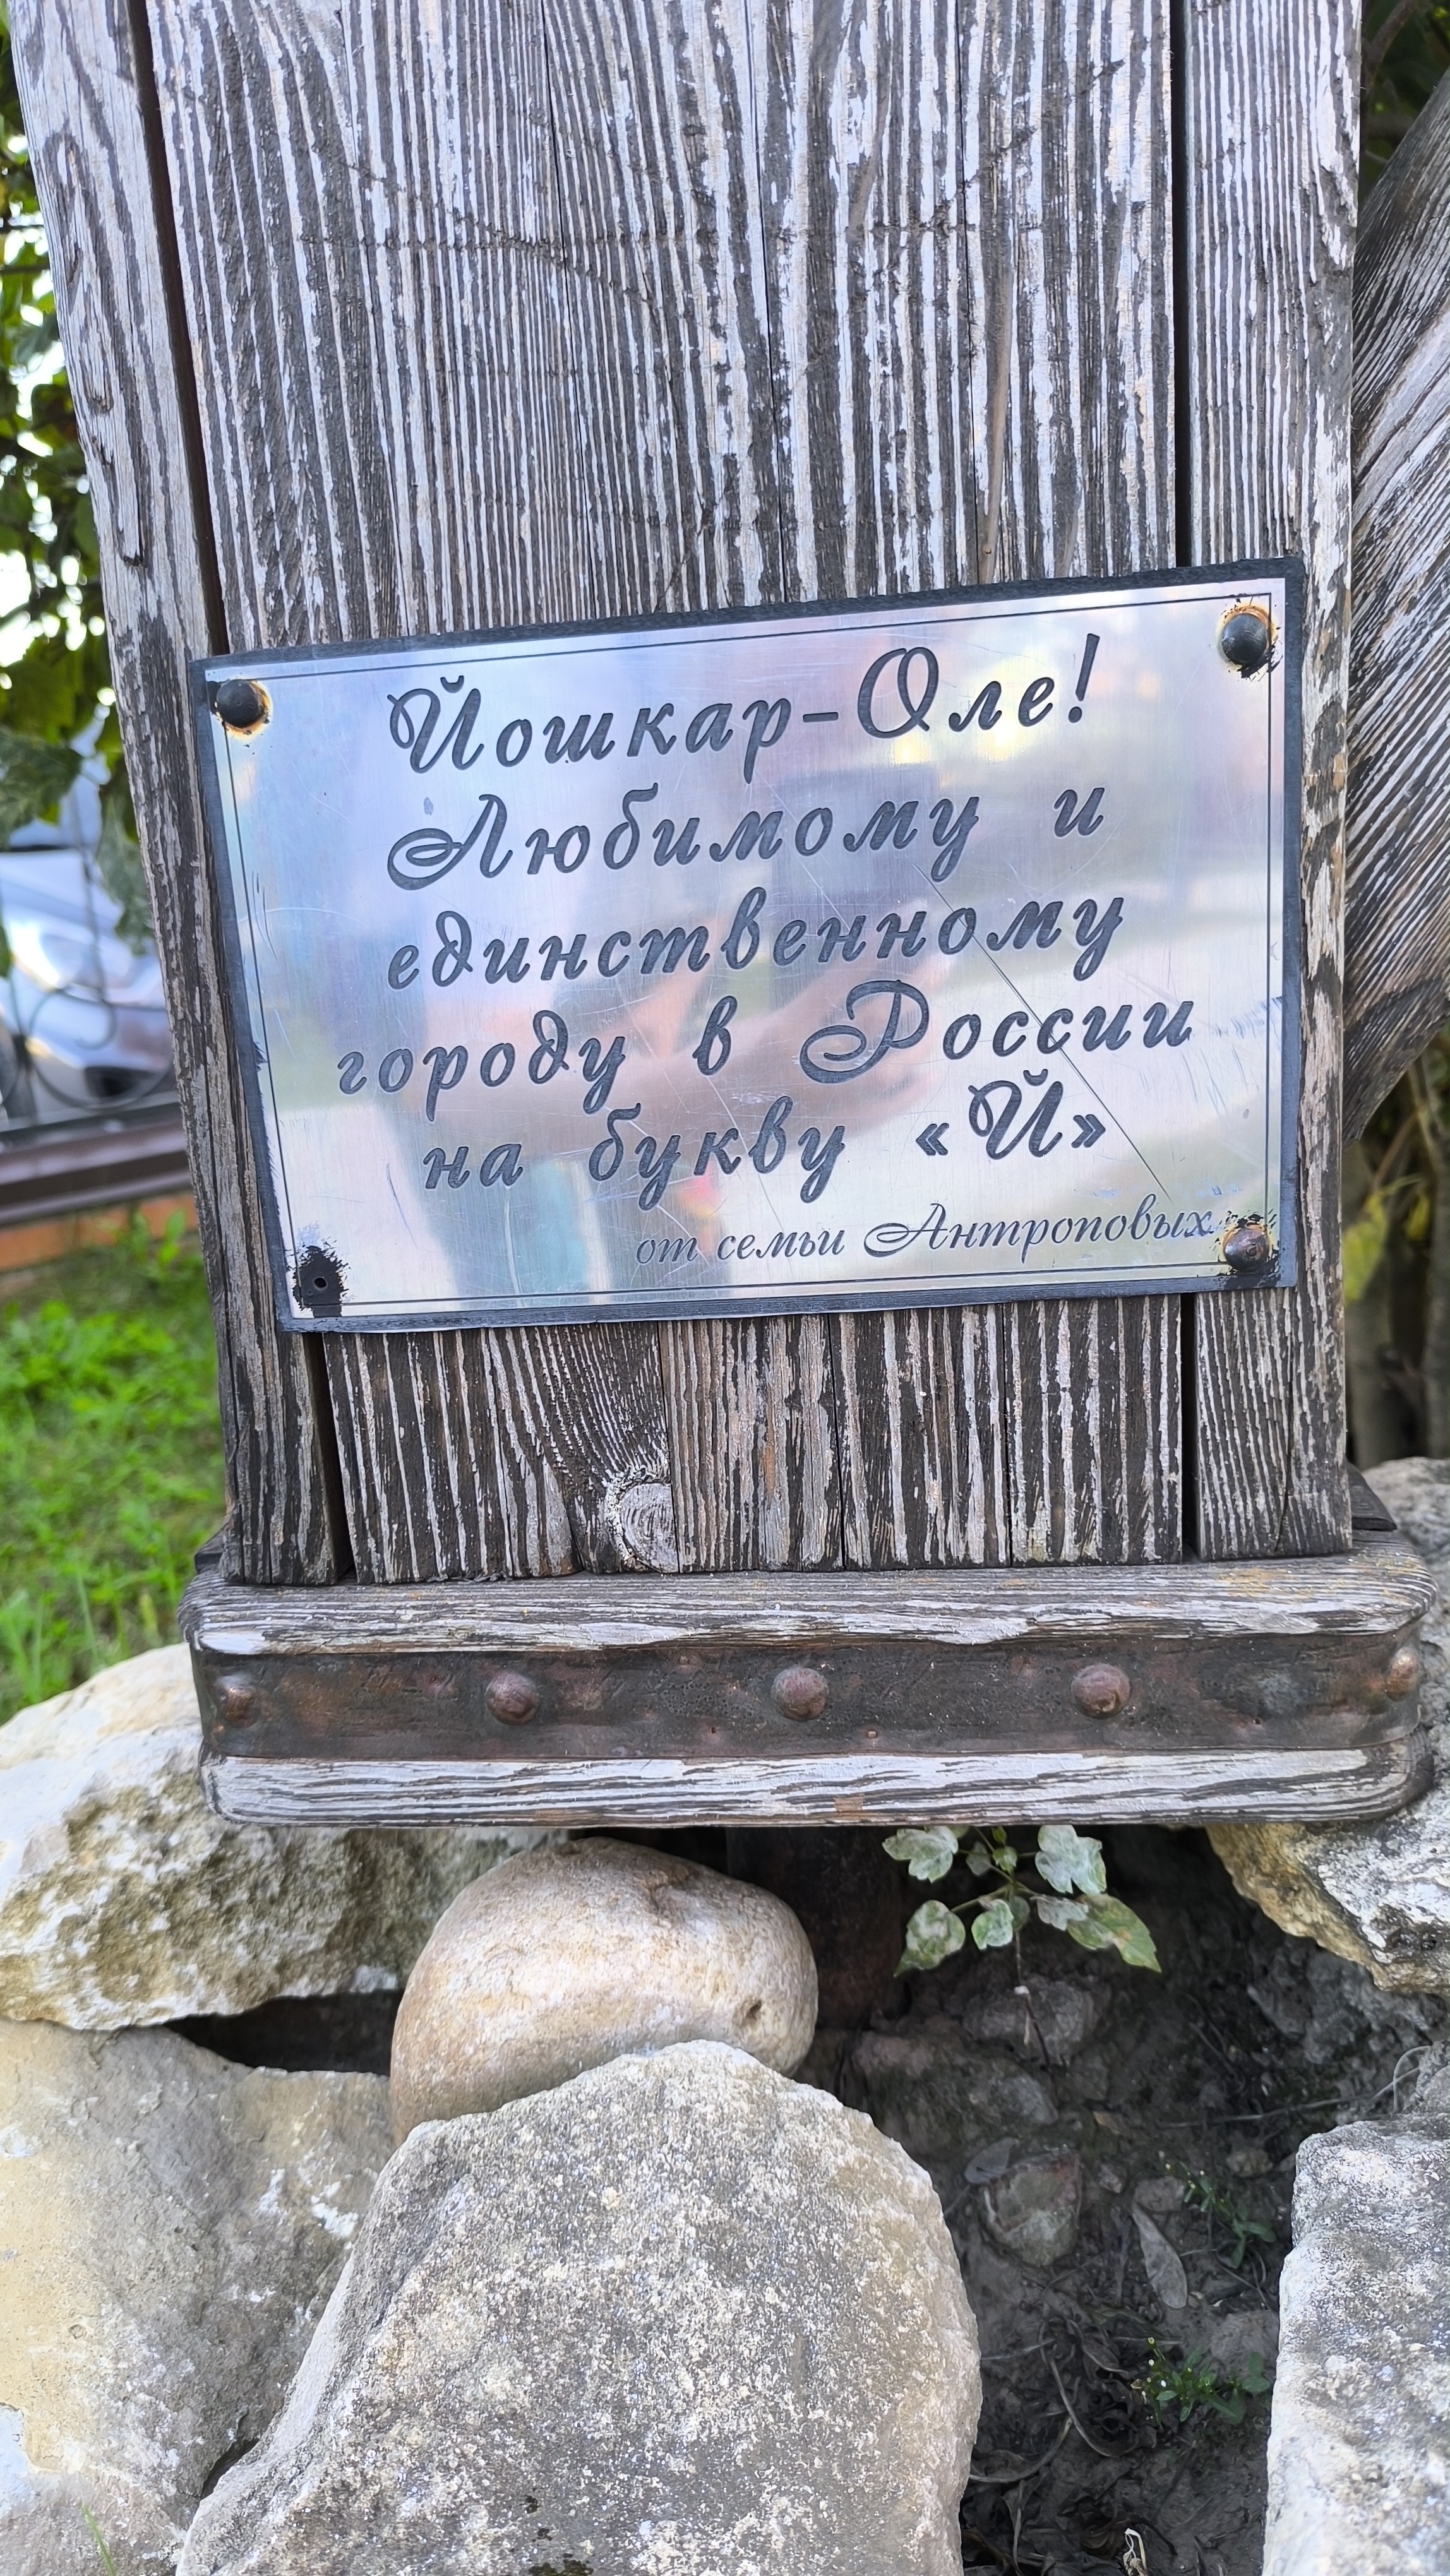 Йошкар-Оле!
Любимому и
единственному
городу в России
на букву «Й»
от семьи Антроповых